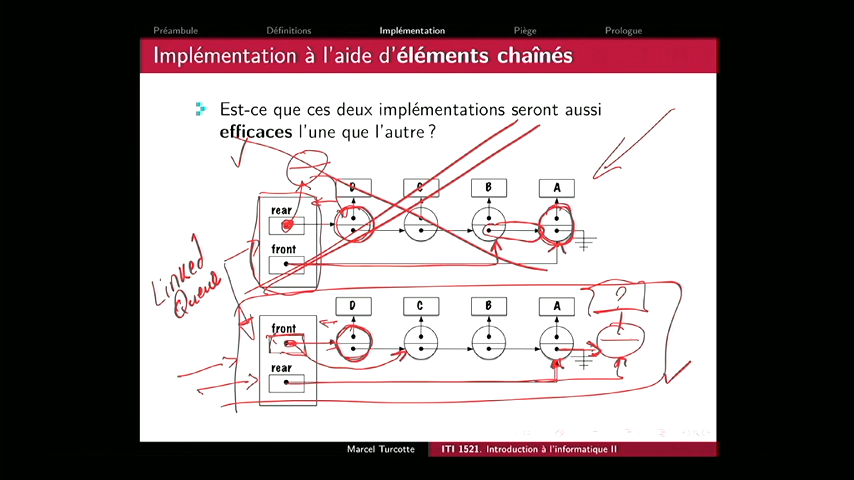 Préambule Définitions Implémentation Piège Prologue
Implémentation à l'aide d'éléments chaînés
Est-ce que ces deux implémentations seront aussi
efficaces l'une que l'autre ?
D C B A
rear
front
Linked
Queue
?
D C B A
front
rear
Marcel Turcotte ITI 1521. Introduction à l'informatique II